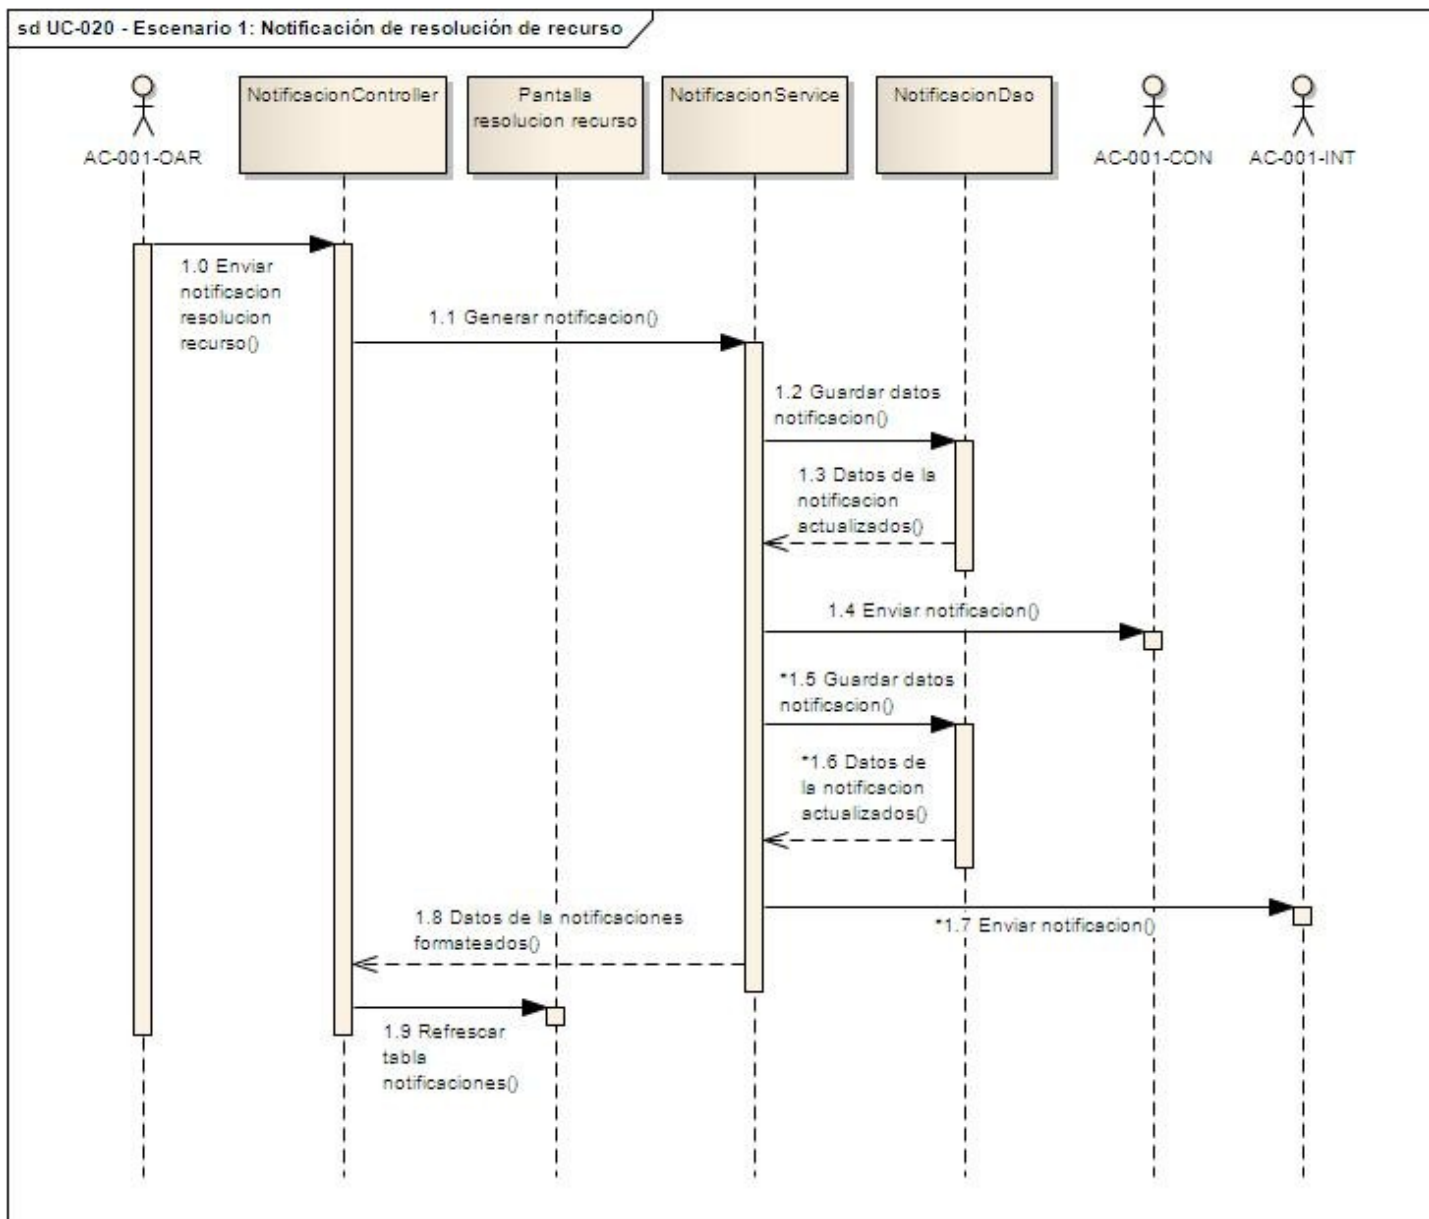 sd UC-020 - Escenario 1: Notificación de resolución de recurso
AC-001-OAR
NotificacionController
Pantalla
resolucion recurso
NotificacionService
NotificacionDao
AC-001-CON
AC-001-INT
1.0 Enviar
notificacion
resolucion
recurso()
1.1 Generar notificacion()
1.2 Guardar datos
notificacion()
1.3 Datos de la
notificacion
actualizados()
1.4 Enviar notificacion()
*1.5 Guardar datos
notificacion()
*1.6 Datos de
la notificacion
actualizados()
*1.7 Enviar notificacion()
1.8 Datos de la notificaciones
formateados()
1.9 Refrescar
tabla
notificaciones()